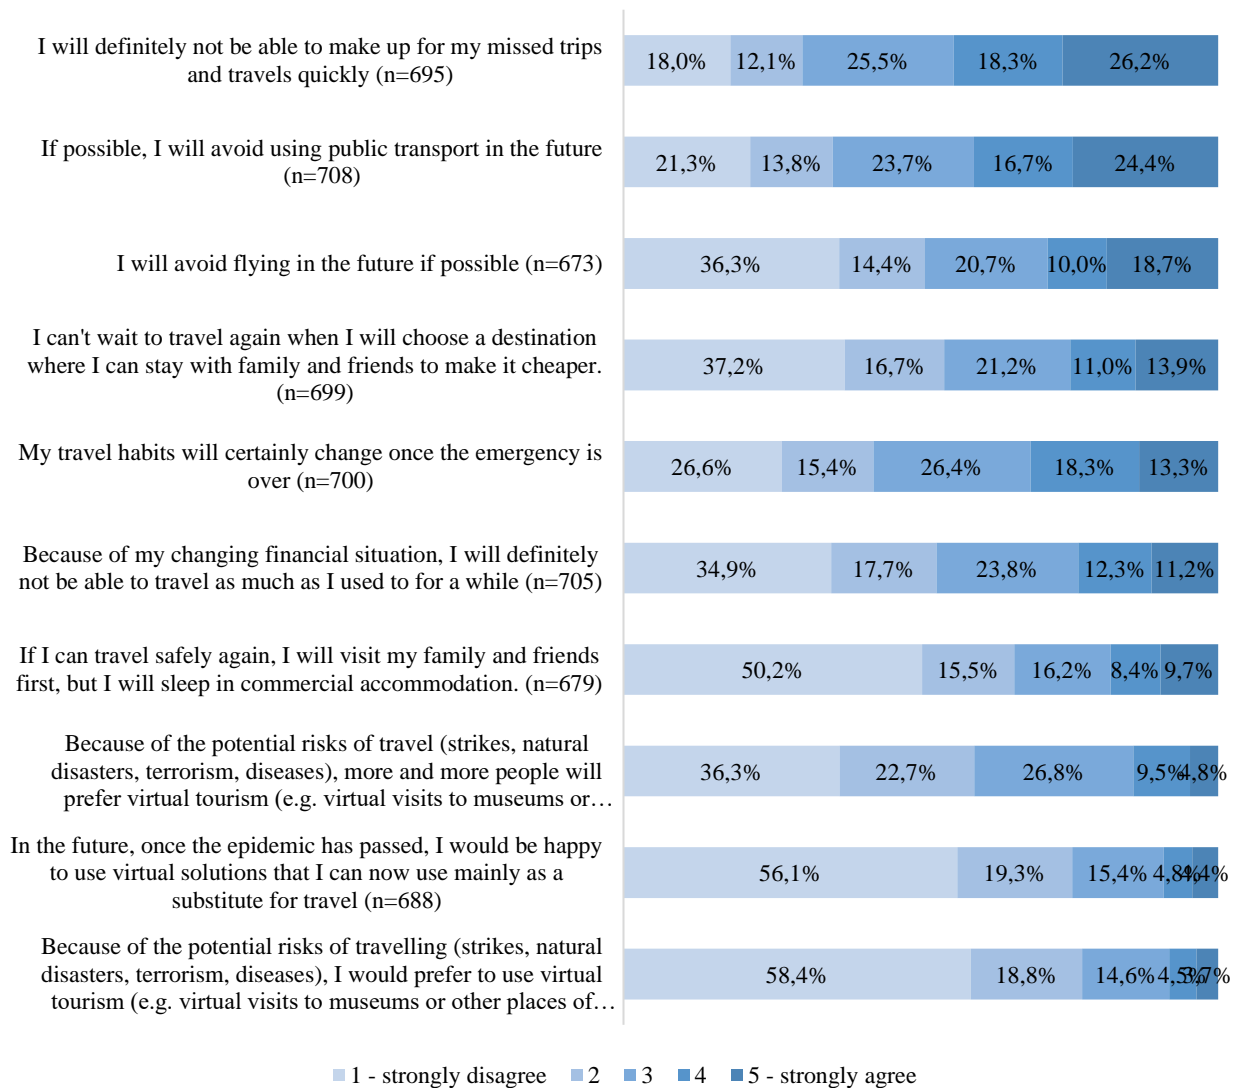 I will definitely not be able to make up for my missed trips
and travels quickly (n=695)
18,0% 12,1% 25,5% 18,3% 26,2%
If possible, I will avoid using public transport in the future
(n=708)
21,3% 13,8% 23,7% 16,7% 24,4%
I will avoid flying in the future if possible (n=673)
36,3% 14,4% 20,7% 10,0% 18,7%
I can't wait to travel again when I will choose a destination
where I can stay with family and friends to make it cheaper.
(n=699)
37,2% 16,7% 21,2% 11,0% 13,9%
My travel habits will certainly change once the emergency is
over (n=700)
26,6% 15,4% 26,4% 18,3% 13,3%
Because of my changing financial situation, I will definitely
not be able to travel as much as I used to for a while (n=705)
34,9% 17,7% 23,8% 12,3% 11,2%
If I can travel safely again, I will visit my family and friends
first, but I will sleep in commercial accommodation. (n=679)
50,2% 15,5% 16,2% 8,4% 9,7%
Because of the potential risks of travel (strikes, natural
disasters, terrorism, diseases), more and more people will
prefer virtual tourism (e.g. virtual visits to museums or…
36,3% 22,7% 26,8% 9,5% 4,8%
In the future, once the epidemic has passed, I would be happy
to use virtual solutions that I can now use mainly as a
substitute for travel (n=688)
56,1% 19,3% 15,4% 4,8% 4,4%
Because of the potential risks of travelling (strikes, natural
disasters, terrorism, diseases), I would prefer to use virtual
tourism (e.g. virtual visits to museums or other places of…
58,4% 18,8% 14,6% 4,5% 3,7%
1 - strongly disagree 2 3 4 5 - strongly agree